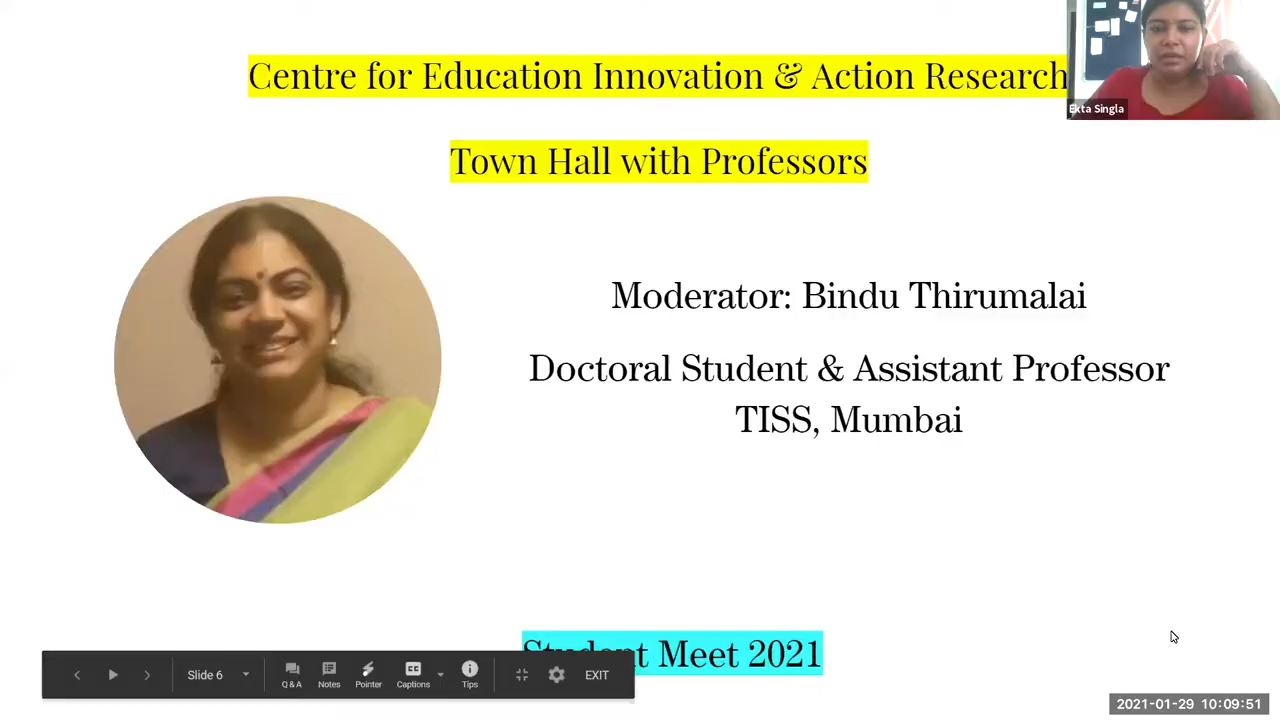 Centre for Education Innovation & Action Research
Ekta Singla
Town Hall with Professors
Moderator: Bindu Thirumalai
Doctoral Student & Assistant Professor
TISS, Mumbai
Student Meet 2021
Slide 6
Q & A
Notes
Pointer
CC
Captions
Tips
EXIT
2021-01-29 10:09:51